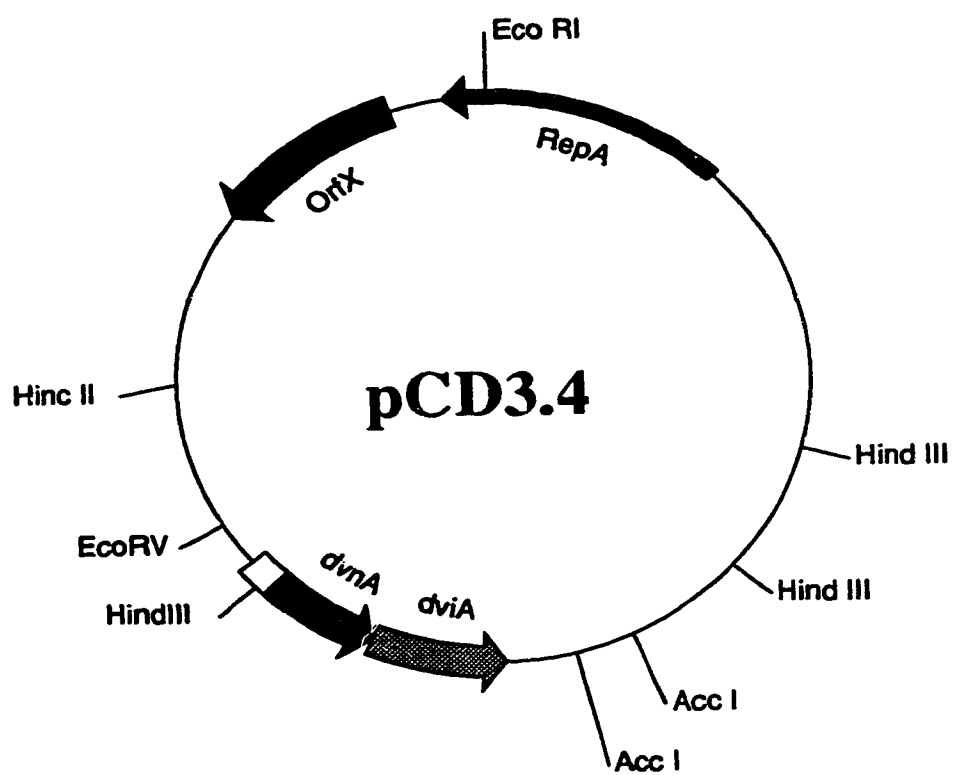 Eco RI
RepA
OrfX
Hinc II
pCD3.4
Hind III
EcoRV
dvnA
Hind III
HindIII
dviA
Acc I
Acc I